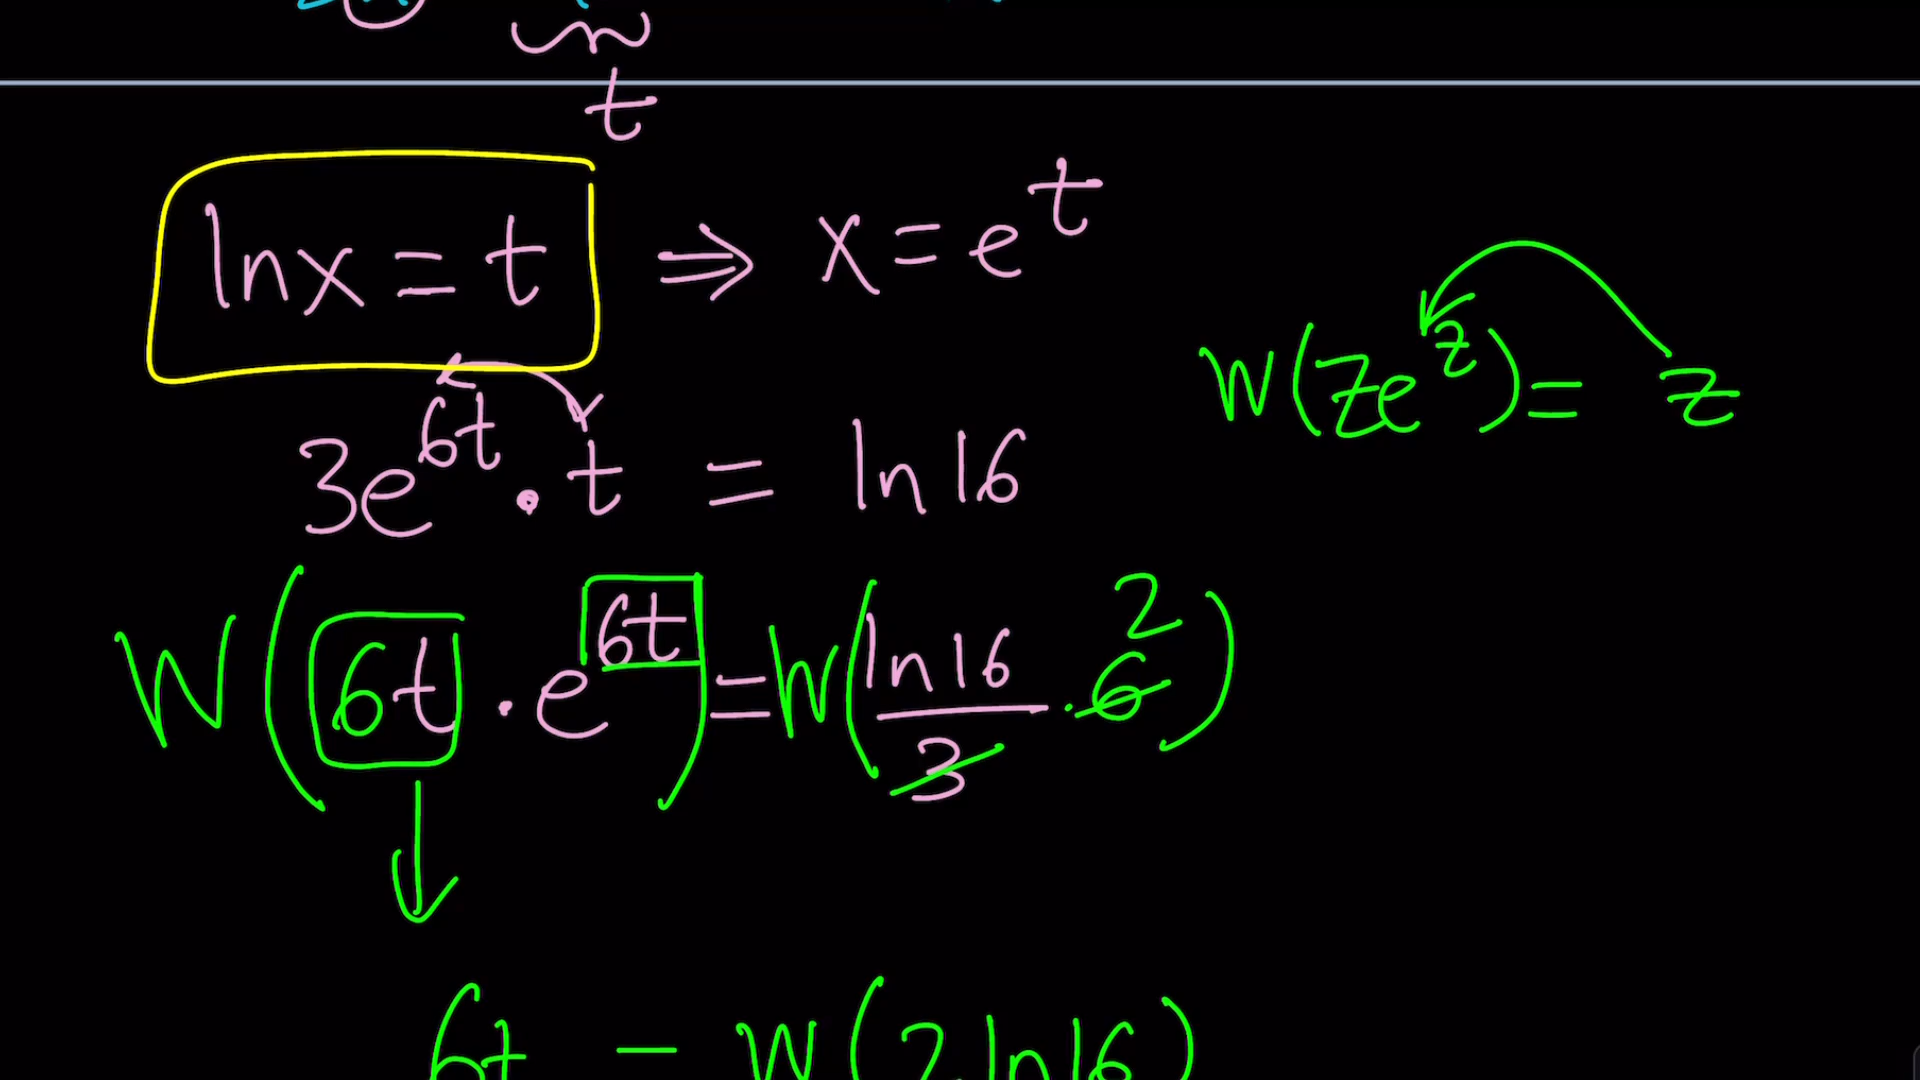 t
ln x = t ⇒ x = e^t
W(ze^z) = z
3e^{6t} · t = ln 16
W(6t · e^{6t}) = W(ln 16 / 3 · 6 2)
6t = W(2 ln 16)